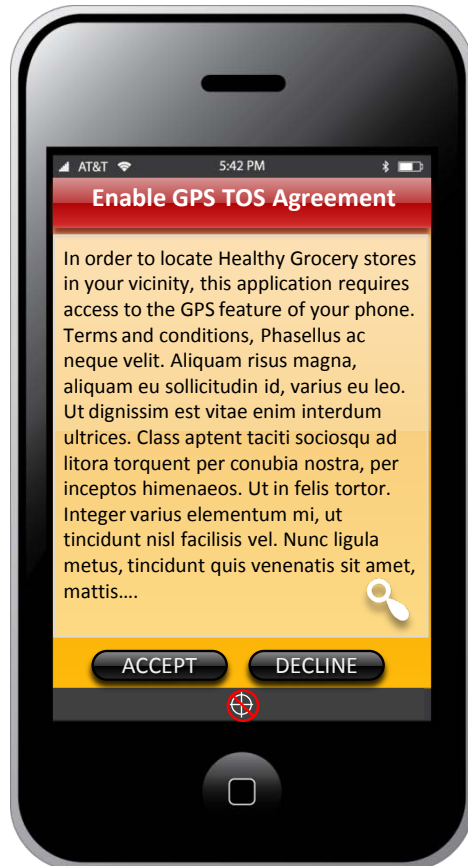 AT&T 5:42 PM
Enable GPS TOS Agreement
In order to locate Healthy Grocery stores
in your vicinity, this application requires
access to the GPS feature of your phone.
Terms and conditions, Phasellus ac
neque velit. Aliquam risus magna,
aliquam eu sollicitudin id, varius eu leo.
Ut dignissim est vitae enim interdum
ultrices. Class aptent taciti sociosqu ad
litora torquent per conubia nostra, per
inceptos himenaeos. Ut in felis tortor.
Integer varius elementum mi, ut
tincidunt nisl facilisis vel. Nunc ligula
metus, tincidunt quis venenatis sit amet,
mattis....
ACCEPT DECLINE